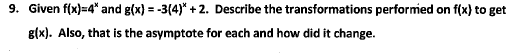 9. Given f(x)=4ˣ and g(x) = -3(4)ˣ + 2. Describe the transformations performed on f(x) to get
g(x). Also, that is the asymptote for each and how did it change.